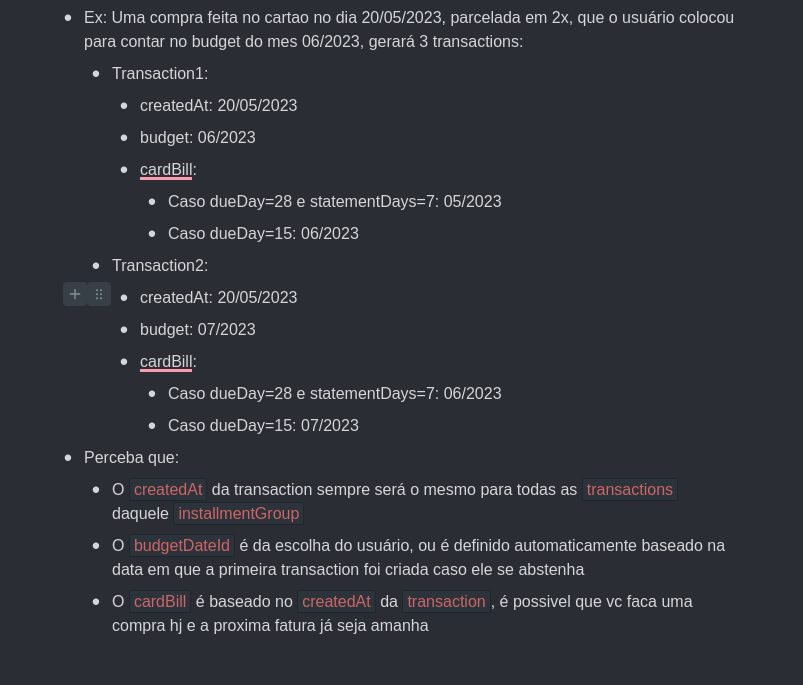 Ex: Uma compra feita no cartao no dia 20/05/2023, parcelada em 2x, que o usuário colocou
para contar no budget do mes 06/2023, gerará 3 transactions:
Transaction1:
createdAt: 20/05/2023
budget: 06/2023
cardBill:
Caso dueDay=28 e statementDays=7: 05/2023
Caso dueDay=15: 06/2023
Transaction2:
createdAt: 20/05/2023
budget: 07/2023
cardBill:
Caso dueDay=28 e statementDays=7: 06/2023
Caso dueDay=15: 07/2023
Perceba que:
O createdAt da transaction sempre será o mesmo para todas as transactions
daquele installmentGroup
O budgetDateId é da escolha do usuário, ou é definido automaticamente baseado na
data em que a primeira transaction foi criada caso ele se abstenha
O cardBill é baseado no createdAt da transaction, é possivel que vc faca uma
compra hj e a proxima fatura já seja amanha